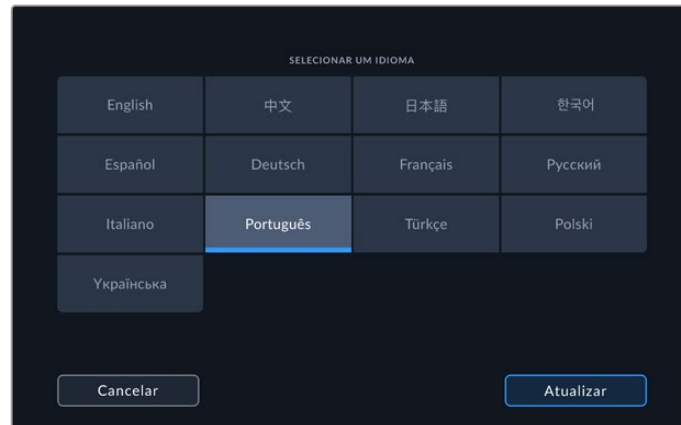 SELECIONAR UM IDIOMA
English 中文 日本語 한국어
Español Deutsch Français Русский
Italiano Português Türkçe Polski
Українська
Cancelar Atualizar